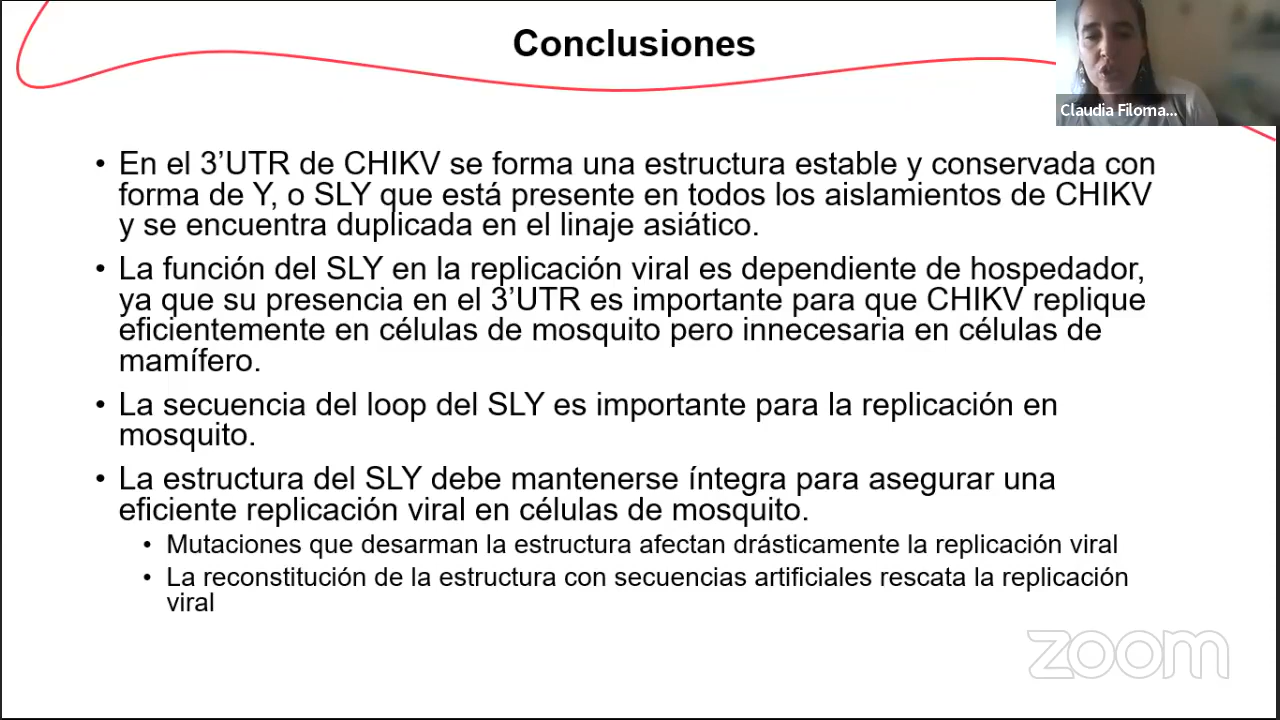 Conclusiones
Claudia Filoma...
• En el 3’UTR de CHIKV se forma una estructura estable y conservada con
forma de Y, o SLY que está presente en todos los aislamientos de CHIKV
y se encuentra duplicada en el linaje asiático.
• La función del SLY en la replicación viral es dependiente de hospedador,
ya que su presencia en el 3’UTR es importante para que CHIKV replique
eficientemente en células de mosquito pero innecesaria en células de
mamífero.
• La secuencia del loop del SLY es importante para la replicación en
mosquito.
• La estructura del SLY debe mantenerse íntegra para asegurar una
eficiente replicación viral en células de mosquito.
• Mutaciones que desarman la estructura afectan drásticamente la replicación viral
• La reconstitución de la estructura con secuencias artificiales rescata la replicación
viral
zoom